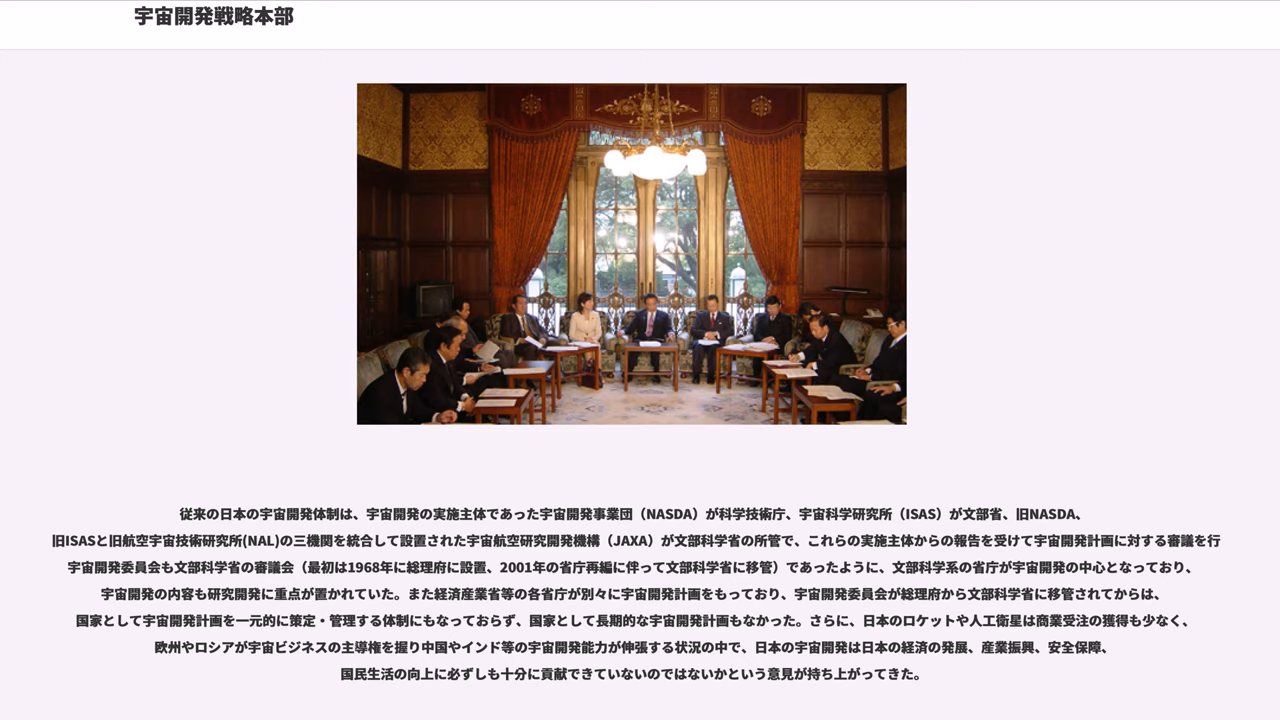 宇宙開発戦略本部
従来の日本の宇宙開発体制は、宇宙開発の実施主体であった宇宙開発事業団（NASDA）が科学技術庁、宇宙科学研究所（ISAS）が文部省、旧NASDA、
旧ISASと旧航空宇宙技術研究所(NAL)の三機関を統合して設置された宇宙航空研究開発機構（JAXA）が文部科学省の所管で、これらの実施主体からの報告を受けて宇宙開発計画に対する審議を行
宇宙開発委員会も文部科学省の審議会（最初は1968年に総理府に設置、2001年の省庁再編に伴って文部科学省に移管）であったように、文部科学系の省庁が宇宙開発の中心となっており、
宇宙開発の内容も研究開発に重点が置かれていた。また経済産業省等の各省庁が別々に宇宙開発計画をもっており、宇宙開発委員会が総理府から文部科学省に移管されてからは、
国家として宇宙開発計画を一元的に策定・管理する体制にもなっておらず、国家として長期的な宇宙開発計画もなかった。さらに、日本のロケットや人工衛星は商業受注の獲得も少なく、
欧州やロシアが宇宙ビジネスの主導権を握り中国やインド等の宇宙開発能力が伸張する状況の中で、日本の宇宙開発は日本の経済の発展、産業振興、安全保障、
国民生活の向上に必ずしも十分に貢献できていないのではないかという意見が持ち上がってきた。